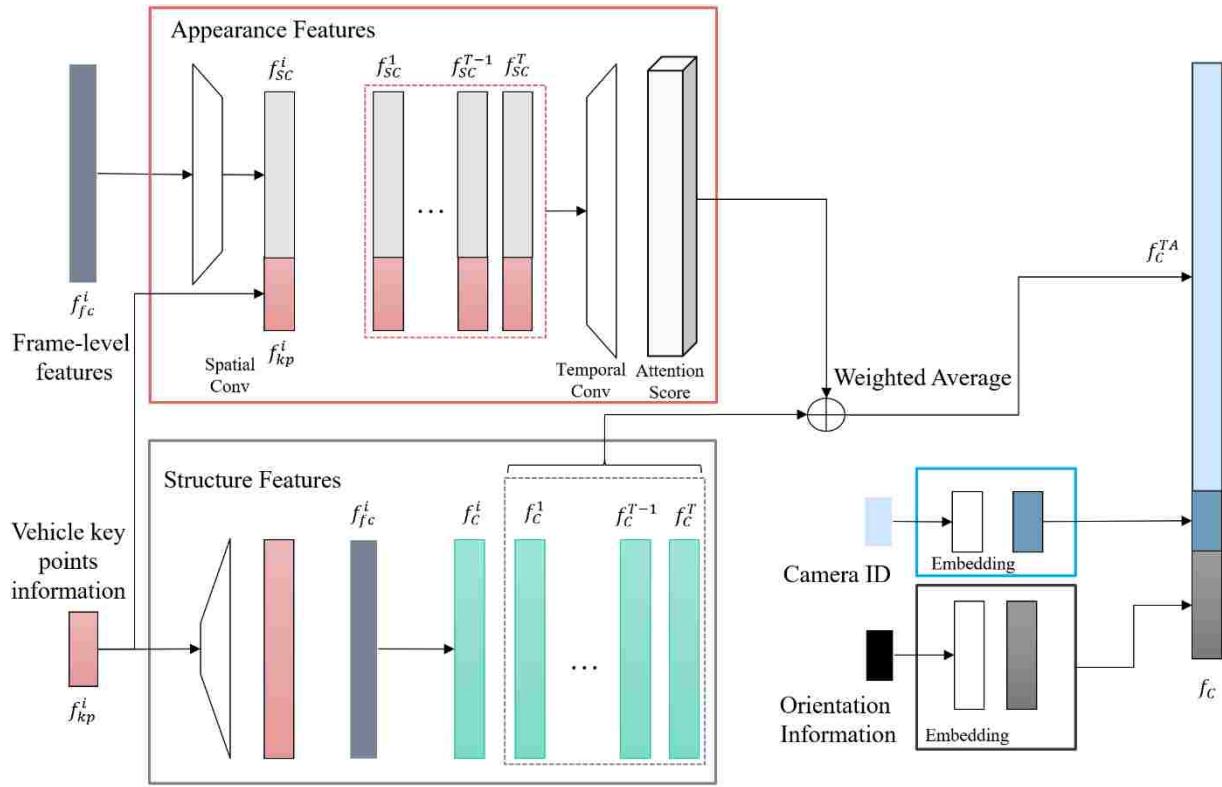 Appearance Features
f_{SC}^{i}
f_{SC}^{1}
f_{SC}^{T-1}
f_{SC}^{T}
...
f_{fc}^{i}
Frame-level
features
f_{kp}^{i}
Spatial
Conv
Temporal
Conv
Attention
Score
Weighted Average
f_{C}^{TA}
Structure Features
Vehicle key
points
information
f_{kp}^{i}
f_{fc}^{i}
f_{C}^{i}
f_{C}^{1}
f_{C}^{T-1}
f_{C}^{T}
...
Camera ID
Embedding
Orientation
Information
Embedding
f_{C}